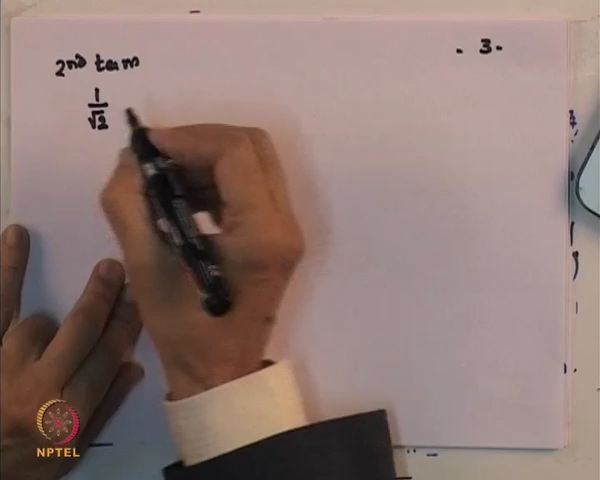 . 3.
2nd term
1/√2
NPTEL